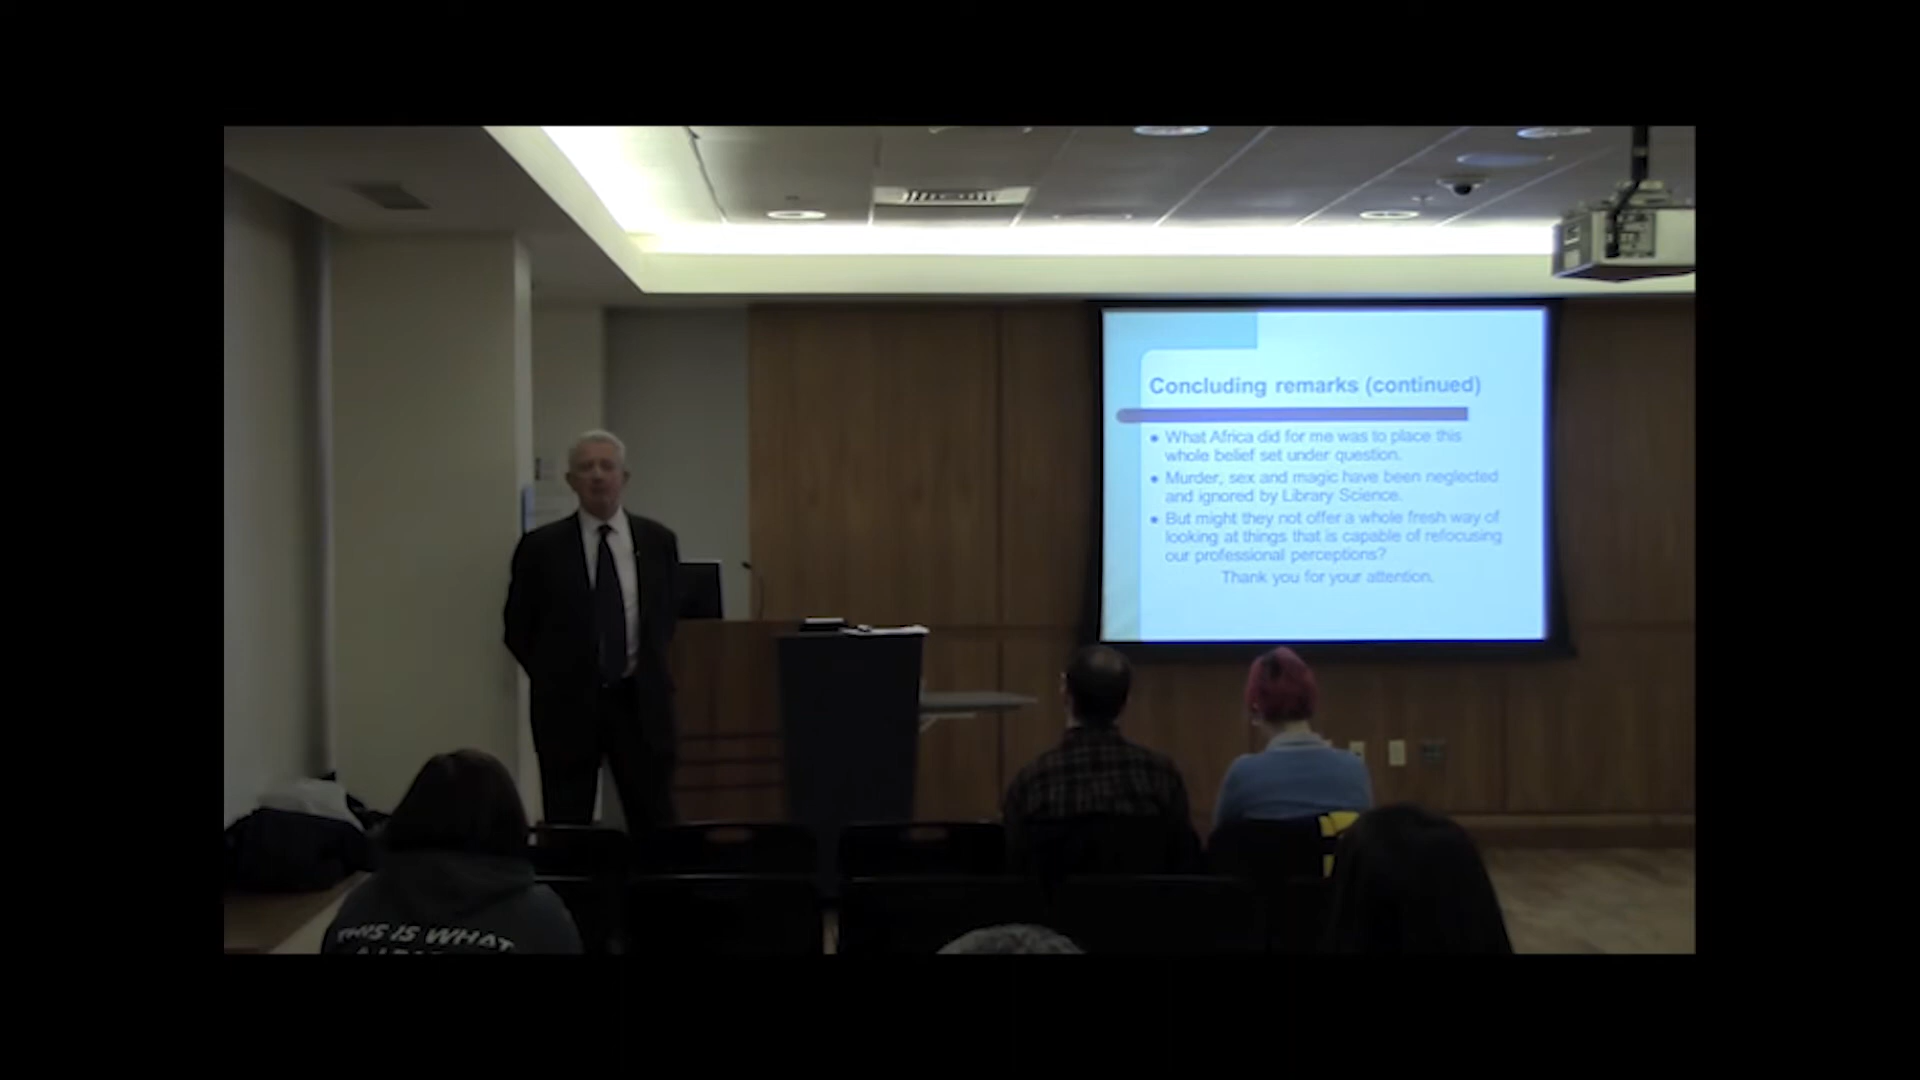 Concluding remarks (continued)
• What Africa did for me was to place this
whole belief set under question.
• Murder, sex and magic have been neglected
and ignored by Library Science.
• But might they not offer a whole fresh way of
looking at things that is capable of refocusing
our professional perceptions?
Thank you for your attention.
THIS IS WHAT